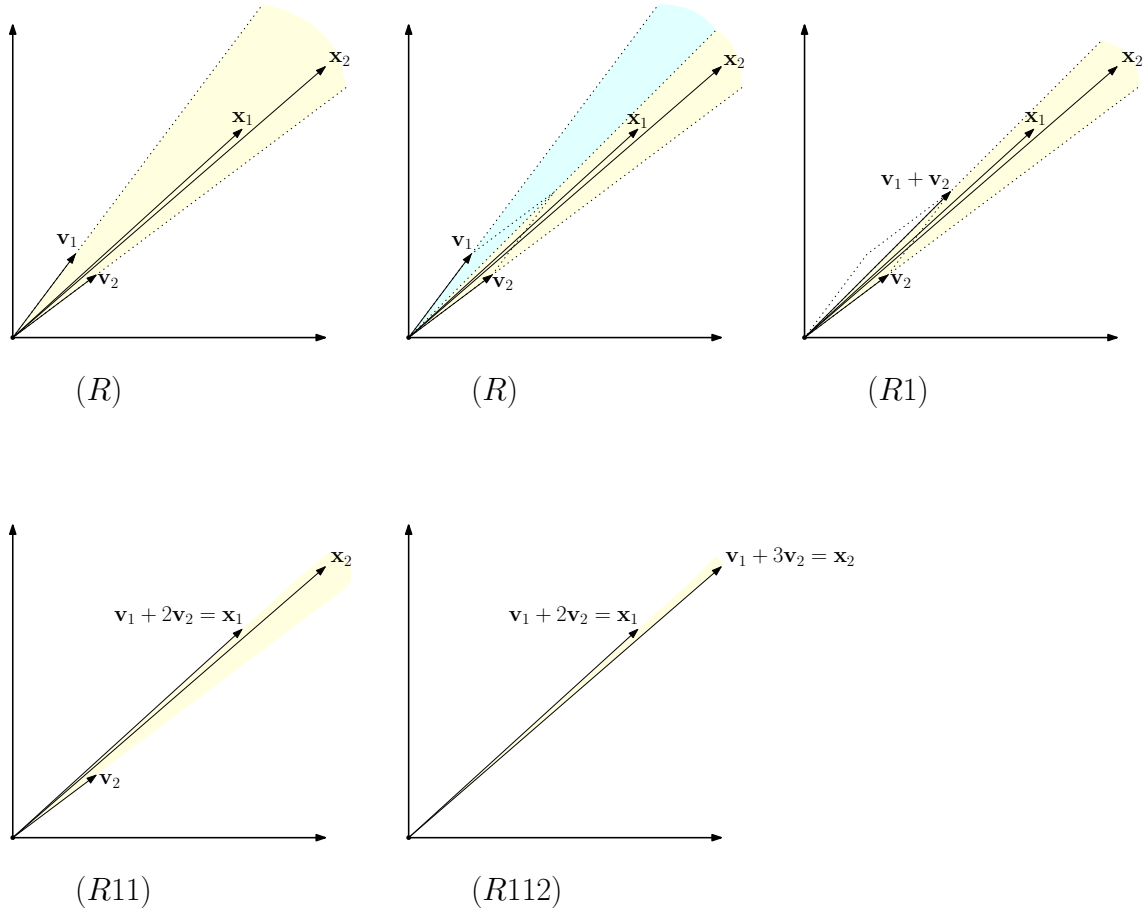 x₂
x₁
v₁
v₂
(R)
x₂
x₁
v₁
v₂
(R)
x₂
x₁
v₁ + v₂
v₂
(R1)
x₂
v₁ + 2v₂ = x₁
v₂
(R11)
v₁ + 3v₂ = x₂
v₁ + 2v₂ = x₁
(R112)